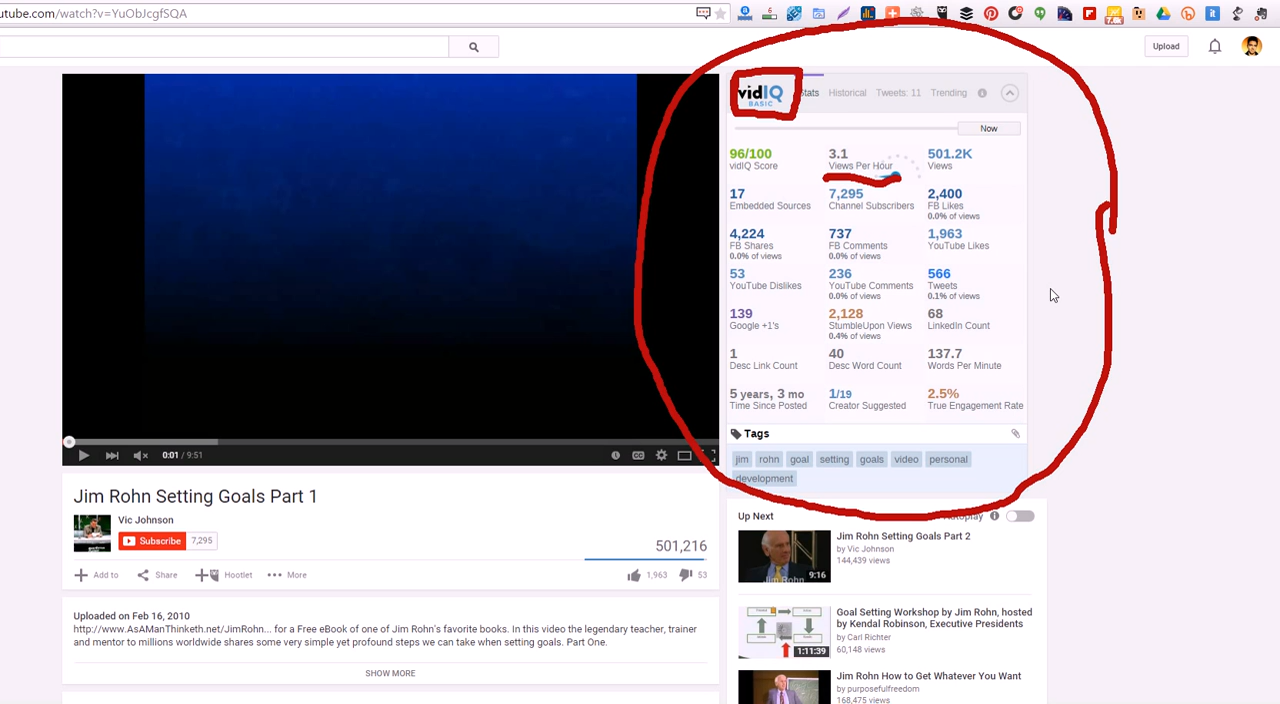 utube.com/watch?v=YuObJcgfSQA
Upload
vidIQ
BASIC
Stats Historical Tweets: 11 Trending
Now
96/100 3.1 501.2K
vidIQ Score Views Per Hour Views
17 7,295 2,400
Embedded Sources Channel Subscribers FB Likes
0.0% of views
4,224 737 1,963
FB Shares FB Comments YouTube Likes
0.0% of views 0.0% of views
53 236 566
YouTube Dislikes YouTube Comments Tweets
0.0% of views 0.1% of views
139 2,128 68
Google +1's StumbleUpon Views LinkedIn Count
0.4% of views
1 40 137.7
Desc Link Count Desc Word Count Words Per Minute
5 years, 3 mo 1/19 2.5%
Time Since Posted Creator Suggested True Engagement Rate
Tags
jim rohn goal setting goals video personal
development
0:01 / 9:51
Jim Rohn Setting Goals Part 1
Vic Johnson
Subscribe 7,295
501,216
Add to Share Hootlet More 1,963 53
Uploaded on Feb 16, 2010
http://www.AsAManThinketh.net/JimRohn... for a Free eBook of one of Jim Rohn's favorite books. In this video the legendary teacher, trainer
and mentor to millions worldwide shares some very simple yet profound steps we can take when setting goals. Part One.
SHOW MORE
Up Next Autoplay
Jim Rohn Setting Goals Part 2
by Vic Johnson
144,439 views
Jim Rohn
9:16
Goal Setting Workshop by Jim Rohn, hosted
by Kendal Robinson, Executive Presidents
by Carl Richter
60,148 views
1:11:39
Jim Rohn How to Get Whatever You Want
by purposefulfreedom
168,475 views